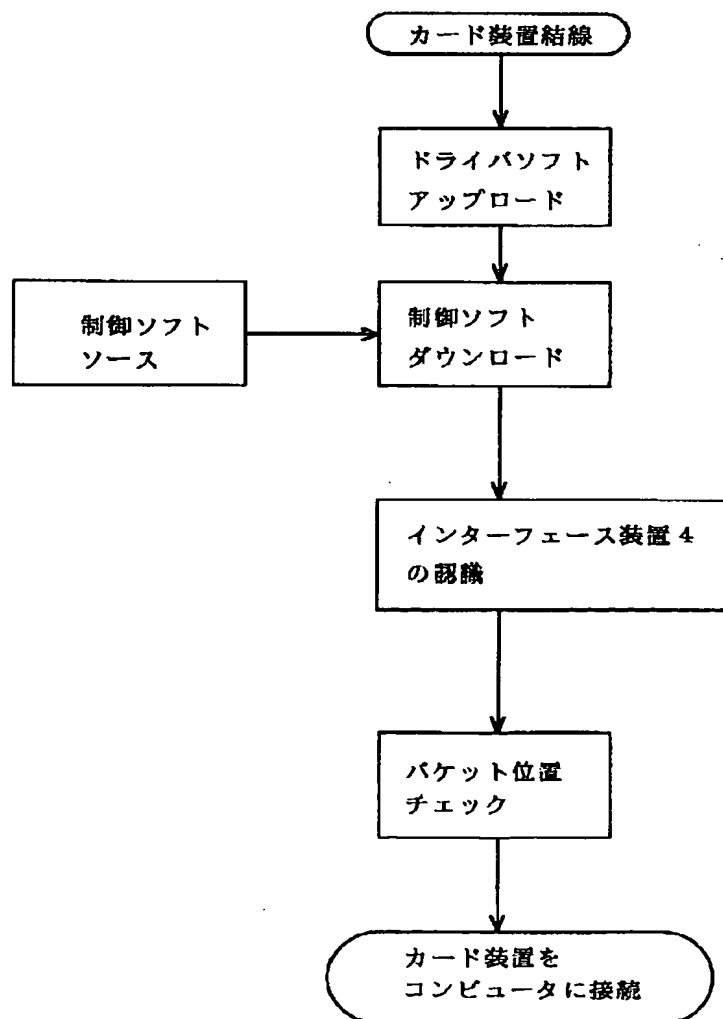 カード装置結線
ドライバソフト
アップロード
制御ソフト
ソース
制御ソフト
ダウンロード
インターフェース装置4
の認識
バケット位置
チェック
カード装置を
コンピュータに接続